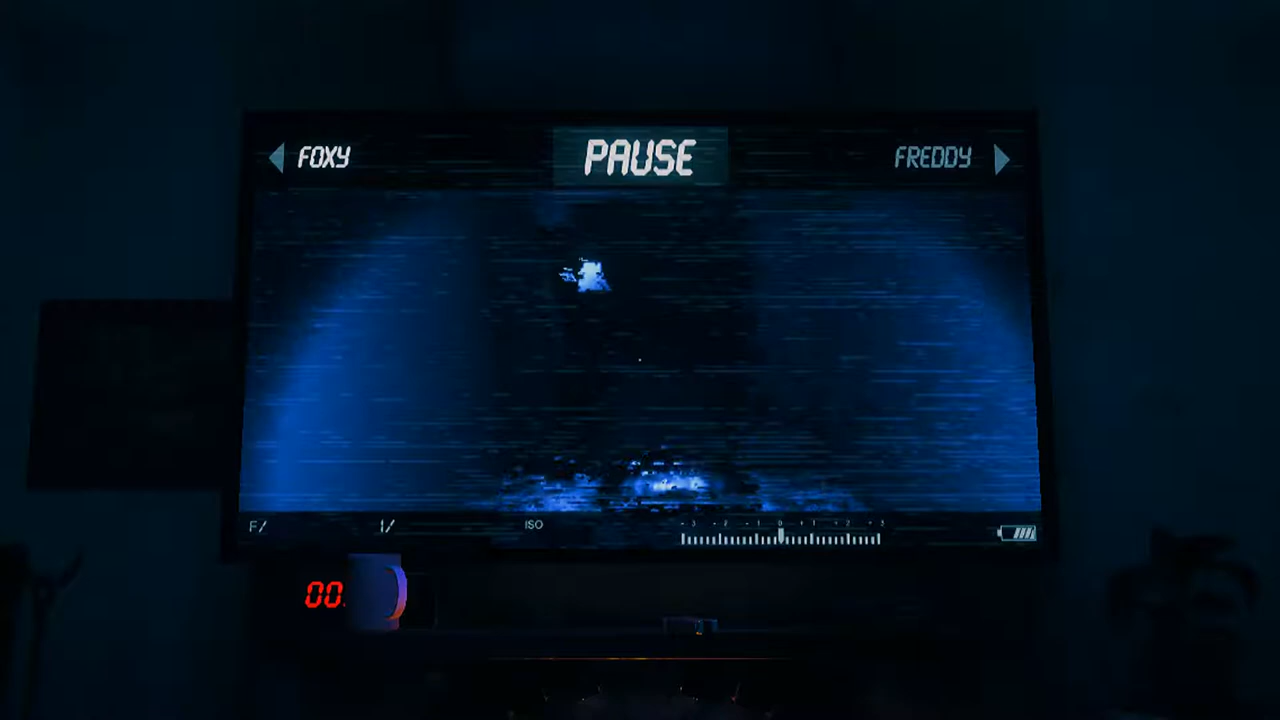 FOXY
PAUSE
FREDDY
F/
1/
ISO
-3 -2 -1 0 +1 +2 +3
00.